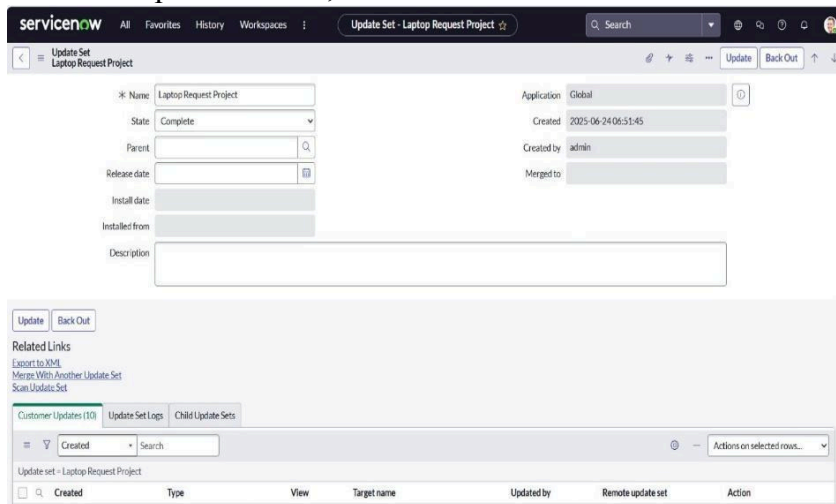 servicenow All Favorites History Workspaces Update Set - Laptop Request Project Search
Update Set
Laptop Request Project
Update Back Out
Name Laptop Request Project
Application Global
State Complete
Created 2025-06-24 06:51:45
Parent
Created by admin
Release date
Merged to
Install date
Installed from
Description
Update Back Out
Related Links
Export to XML
Merge With Another Update Set
Scan Update Set
Customer Updates (10) Update Set Logs Child Update Sets
Created Search Actions on selected rows...
Update set = Laptop Request Project
Created Type View Target name Updated by Remote update set Action